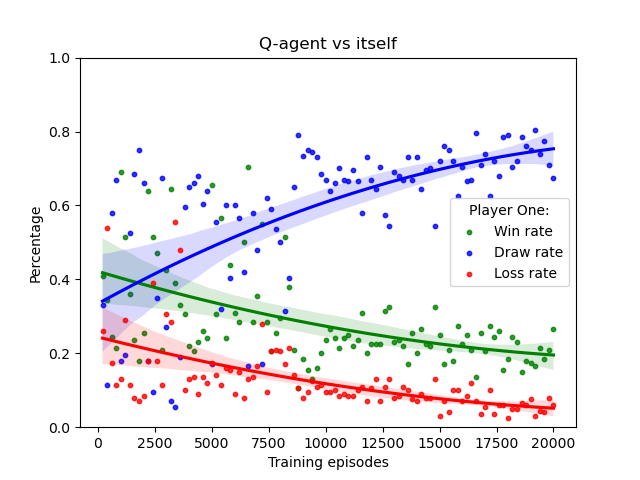 Q-agent vs itself
1.0
0.8
0.6
0.4
0.2
0.0
Percentage
Player One:
Win rate
Draw rate
Loss rate
0 2500 5000 7500 10000 12500 15000 17500 20000
Training episodes